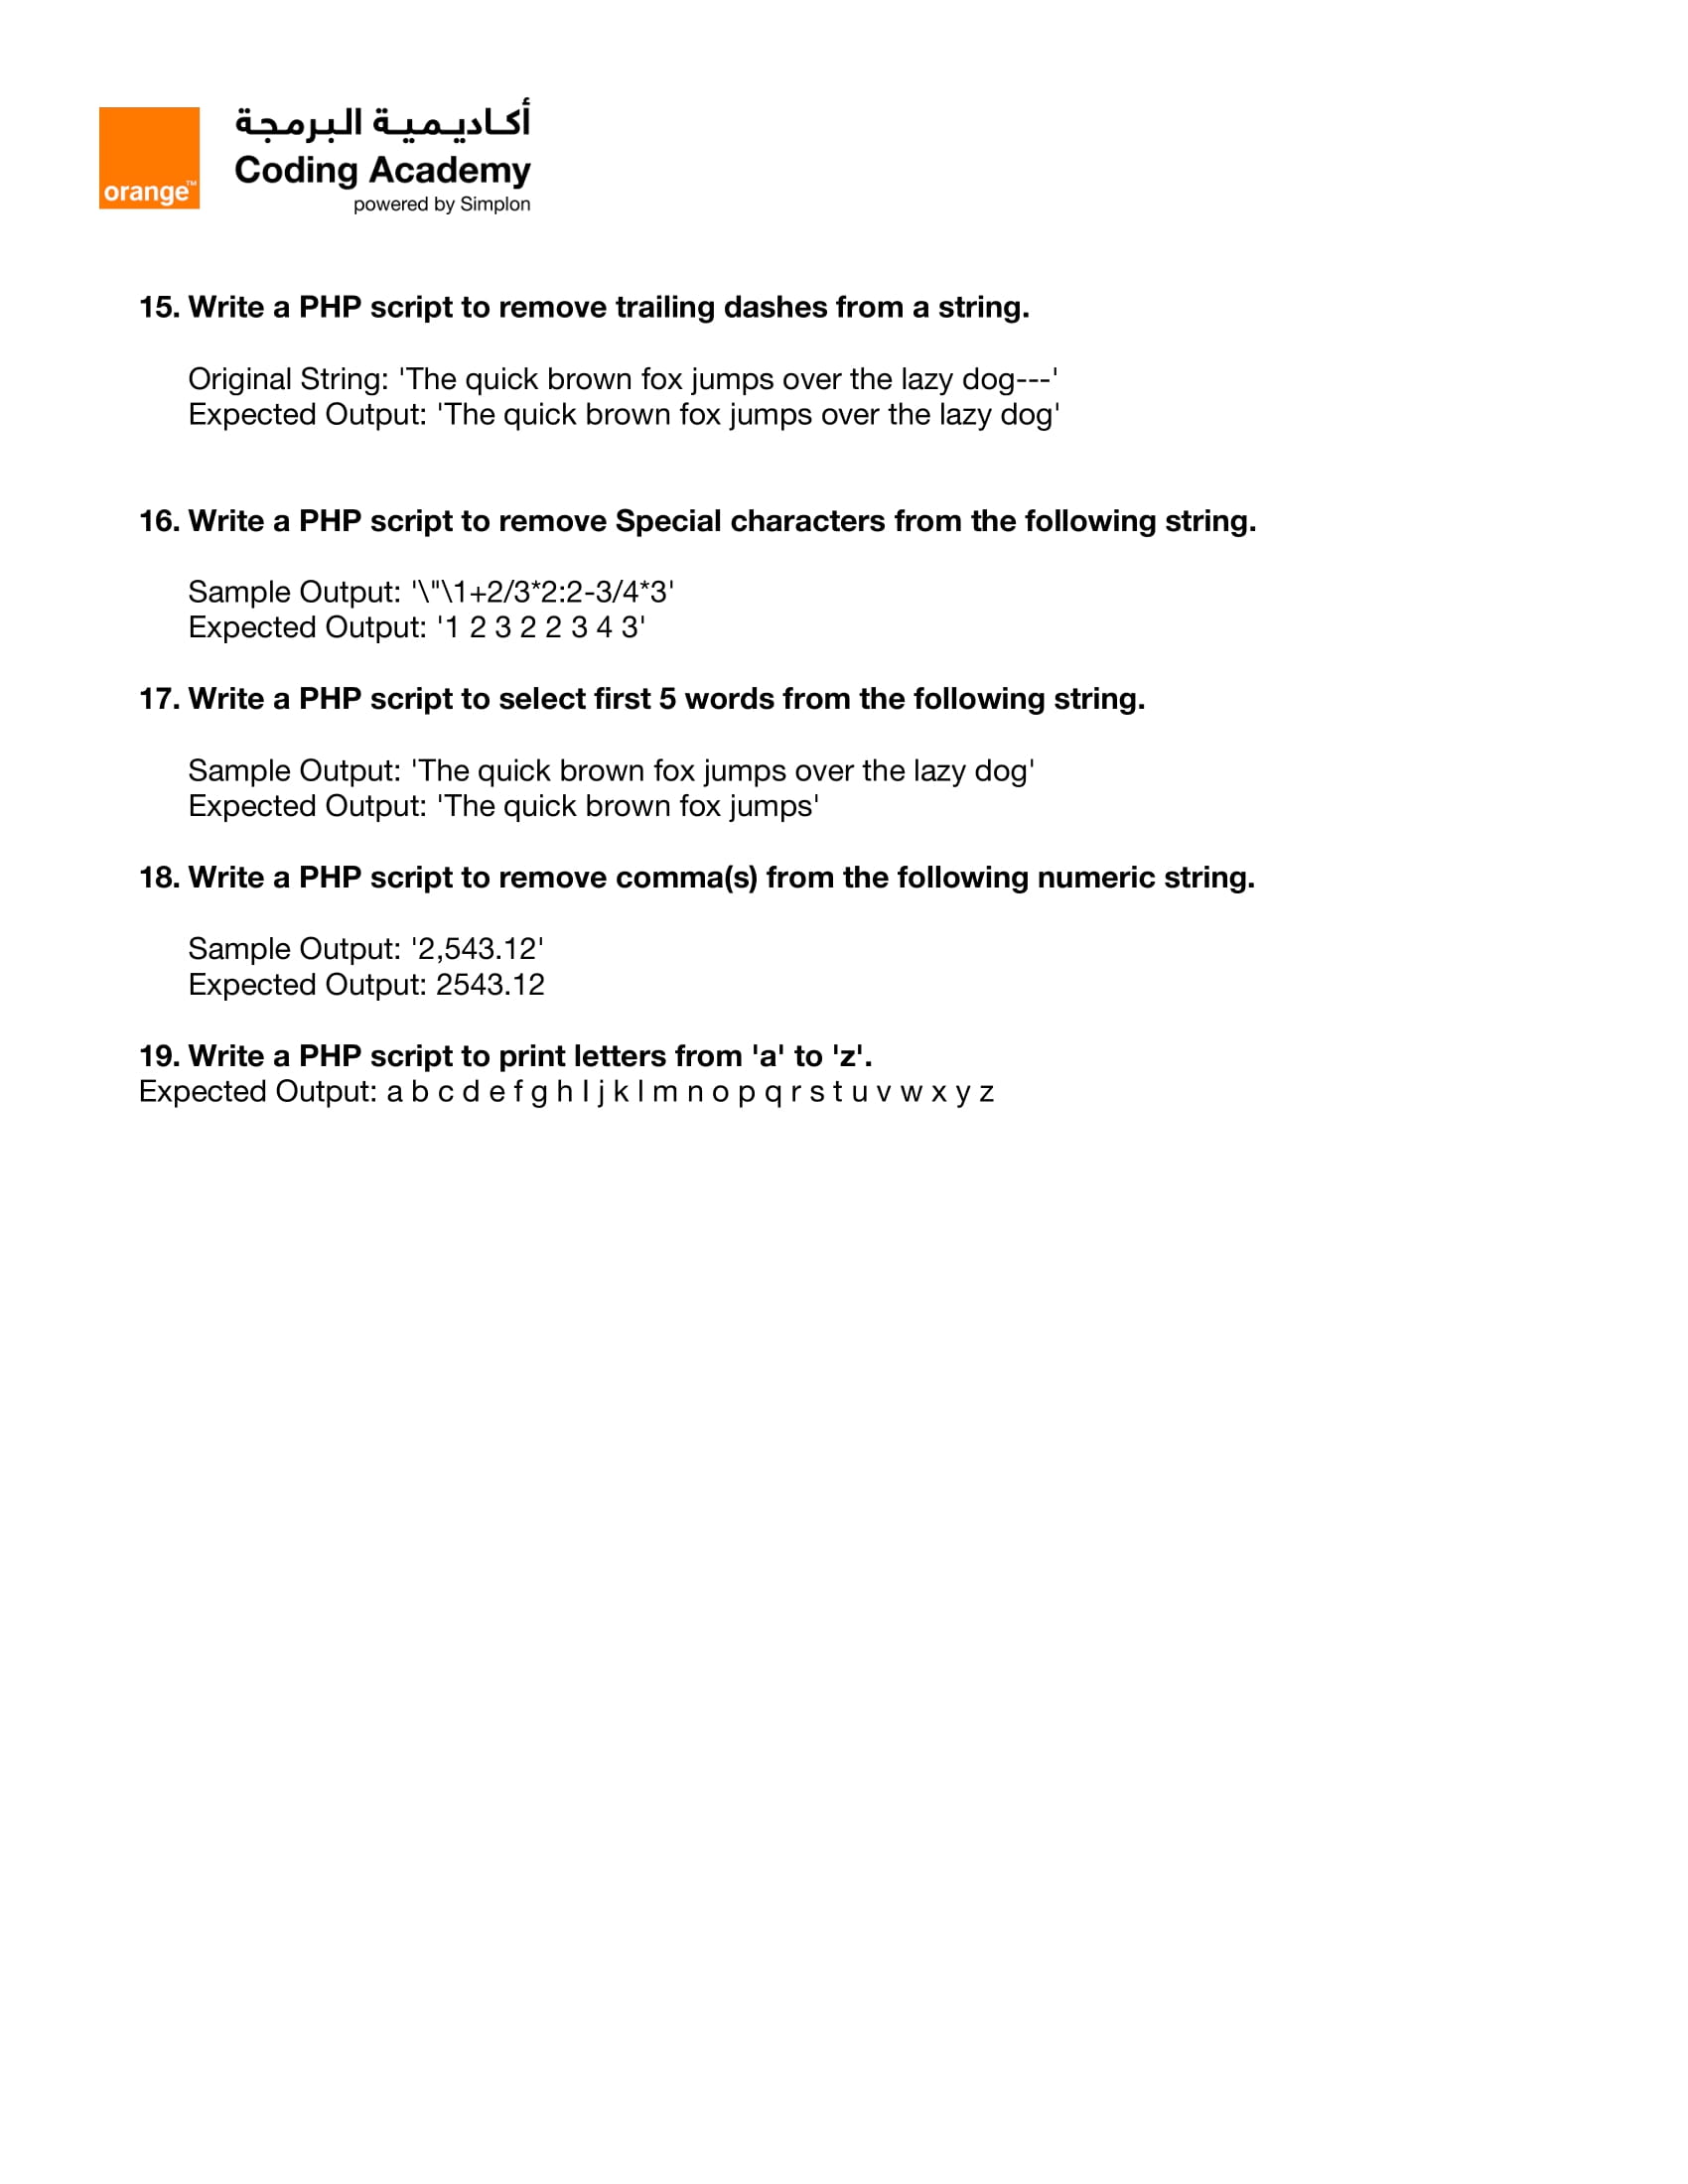 أكاديمية البرمجة
Coding Academy
powered by Simplon
orange™
15. Write a PHP script to remove trailing dashes from a string.
Original String: 'The quick brown fox jumps over the lazy dog---'
Expected Output: 'The quick brown fox jumps over the lazy dog'
16. Write a PHP script to remove Special characters from the following string.
Sample Output: '\"\1+2/3*2:2-3/4*3'
Expected Output: '1 2 3 2 2 3 4 3'
17. Write a PHP script to select first 5 words from the following string.
Sample Output: 'The quick brown fox jumps over the lazy dog'
Expected Output: 'The quick brown fox jumps'
18. Write a PHP script to remove comma(s) from the following numeric string.
Sample Output: '2,543.12'
Expected Output: 2543.12
19. Write a PHP script to print letters from 'a' to 'z'.
Expected Output: a b c d e f g h I j k l m n o p q r s t u v w x y z